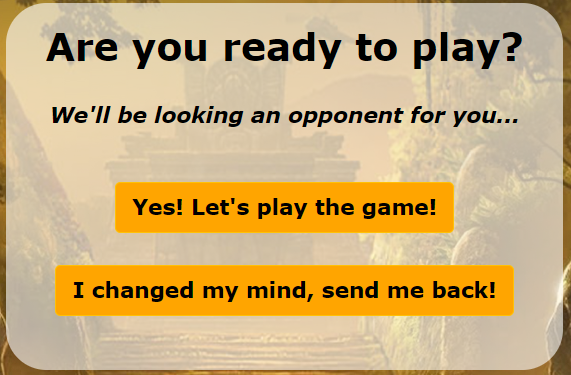 Are you ready to play?
We'll be looking an opponent for you...
Yes! Let's play the game!
I changed my mind, send me back!